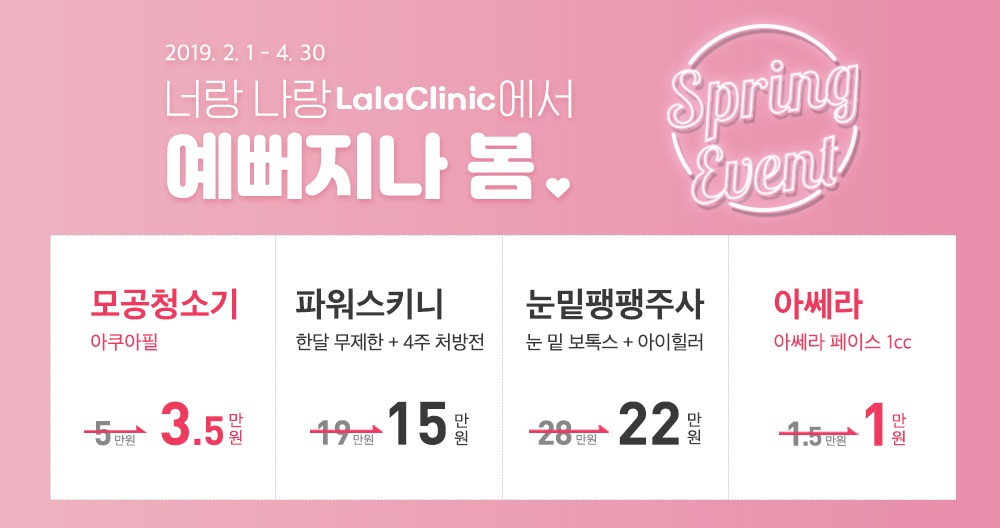 2019. 2. 1 - 4. 30
너랑 나랑 LalaClinic에서
예뻐지나 봄
Spring
Event
모공청소기
아쿠아필
5만원 3.5만원
파워스키니
한달 무제한 + 4주 처방전
19만원 15만원
눈밑팽팽주사
눈 밑 보톡스 + 아이힐러
28만원 22만원
아쎄라
아쎄라 페이스 1cc
1.5만원 1만원